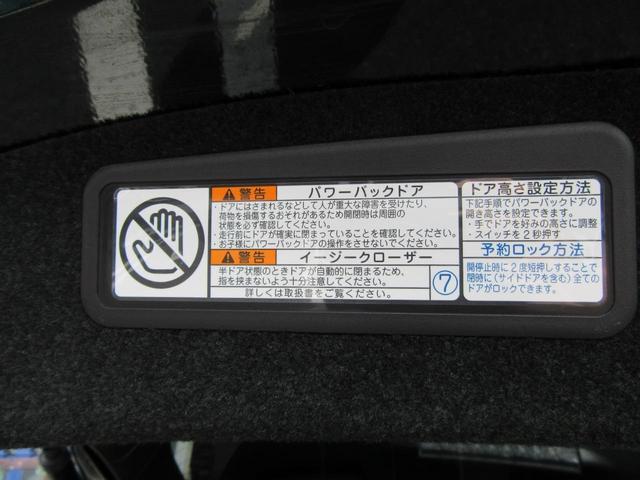 警告 パワーバックドア
・ドアにはさまれるなどして人が重大な障害を受けたり、
荷物を損傷するおそれがあるため開閉時は周囲の
状態を必ず確認してください。
・走行前にドアが確実に閉まっていることを確認してください。
・お子様にパワーバックドアの操作をさせないでください。
警告 イージークローザー
半ドア状態のときドアが自動的に閉まるため、
指を挟まないよう十分注意してください。
詳しくは取扱書をご覧ください。
⑦
ドア高さ設定方法
下記手順でパワーバックドアの
開き高さを設定できます。
・手でドアを好みの高さに調整
・スイッチを2秒押す
予約ロック方法
開停止時に2度短押しすることで
閉時に(サイドドアを含む)全ての
ドアがロックできます。